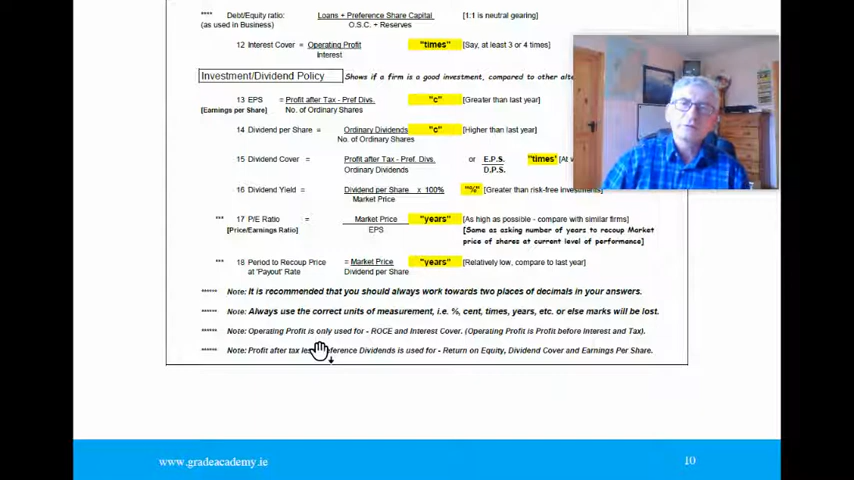 **** Debt/Equity ratio: Loans + Preference Share Capital [1:1 is neutral gearing]
(as used in Business) O.S.C. + Reserves
12 Interest Cover = Operating Profit "times" [Say, at least 3 or 4 times]
Interest
Investment/Dividend Policy Shows if a firm is a good investment, compared to other
13 EPS = Profit after Tax - Pref Divs. "c" [Greater than last year]
[Earnings per Share] No. of Ordinary Shares
14 Dividend per Share = Ordinary Dividends "c" [Higher than last year]
No. of Ordinary Shares
15 Dividend Cover = Profit after Tax - Pref. Divs. or E.P.S. "times'
Ordinary Dividends D.P.S.
16 Dividend Yield = Dividend per Share x 100% "%" [Greater than risk-free investments]
Market Price
*** 17 P/E Ratio = Market Price "years" [As high as possible - compare with similar firms]
[Price/Earnings Ratio] EPS [Same as asking number of years to recoup Market
price of shares at current level of performance]
*** 18 Period to Recoup Price = Market Price "years" [Relatively low, compare to last year]
at 'Payout' Rate Dividend per Share
****** Note: It is recommended that you should always work towards two places of decimals in your answers.
****** Note: Always use the correct units of measurement, i.e. %, cent, times, years, etc. or else marks will be lost.
****** Note: Operating Profit is only used for - ROCE and Interest Cover. (Operating Profit is Profit before Interest and Tax).
****** Note: Profit after tax less Preference Dividends is used for - Return on Equity, Dividend Cover and Earnings Per Share.
www.gradeacademy.ie 10